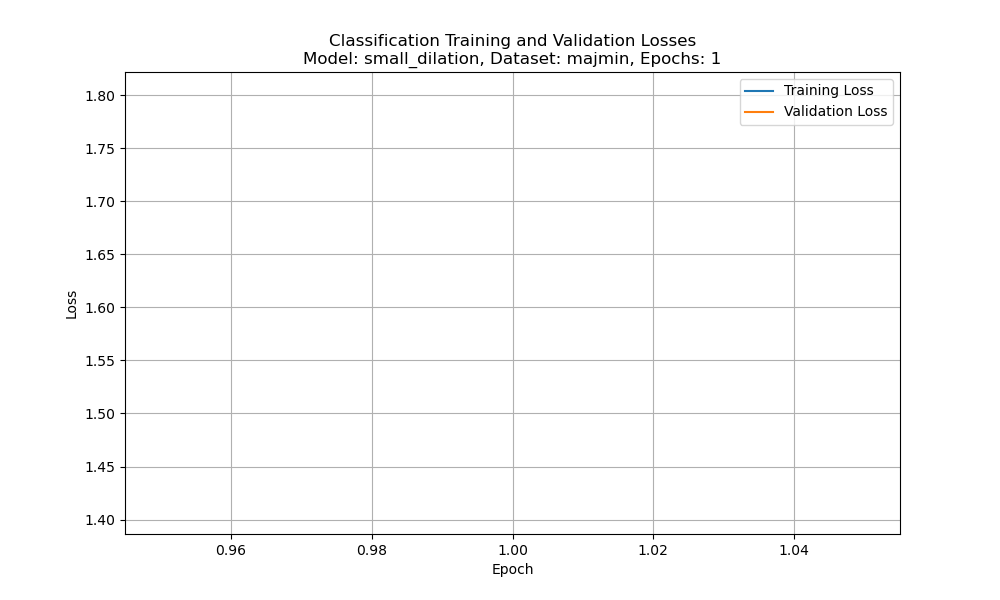 Classification Training and Validation Losses
Model: small_dilation, Dataset: majmin, Epochs: 1
Training Loss
Validation Loss
1.80
1.75
1.70
1.65
1.60
1.55
1.50
1.45
1.40
Loss
0.96
0.98
1.00
1.02
1.04
Epoch